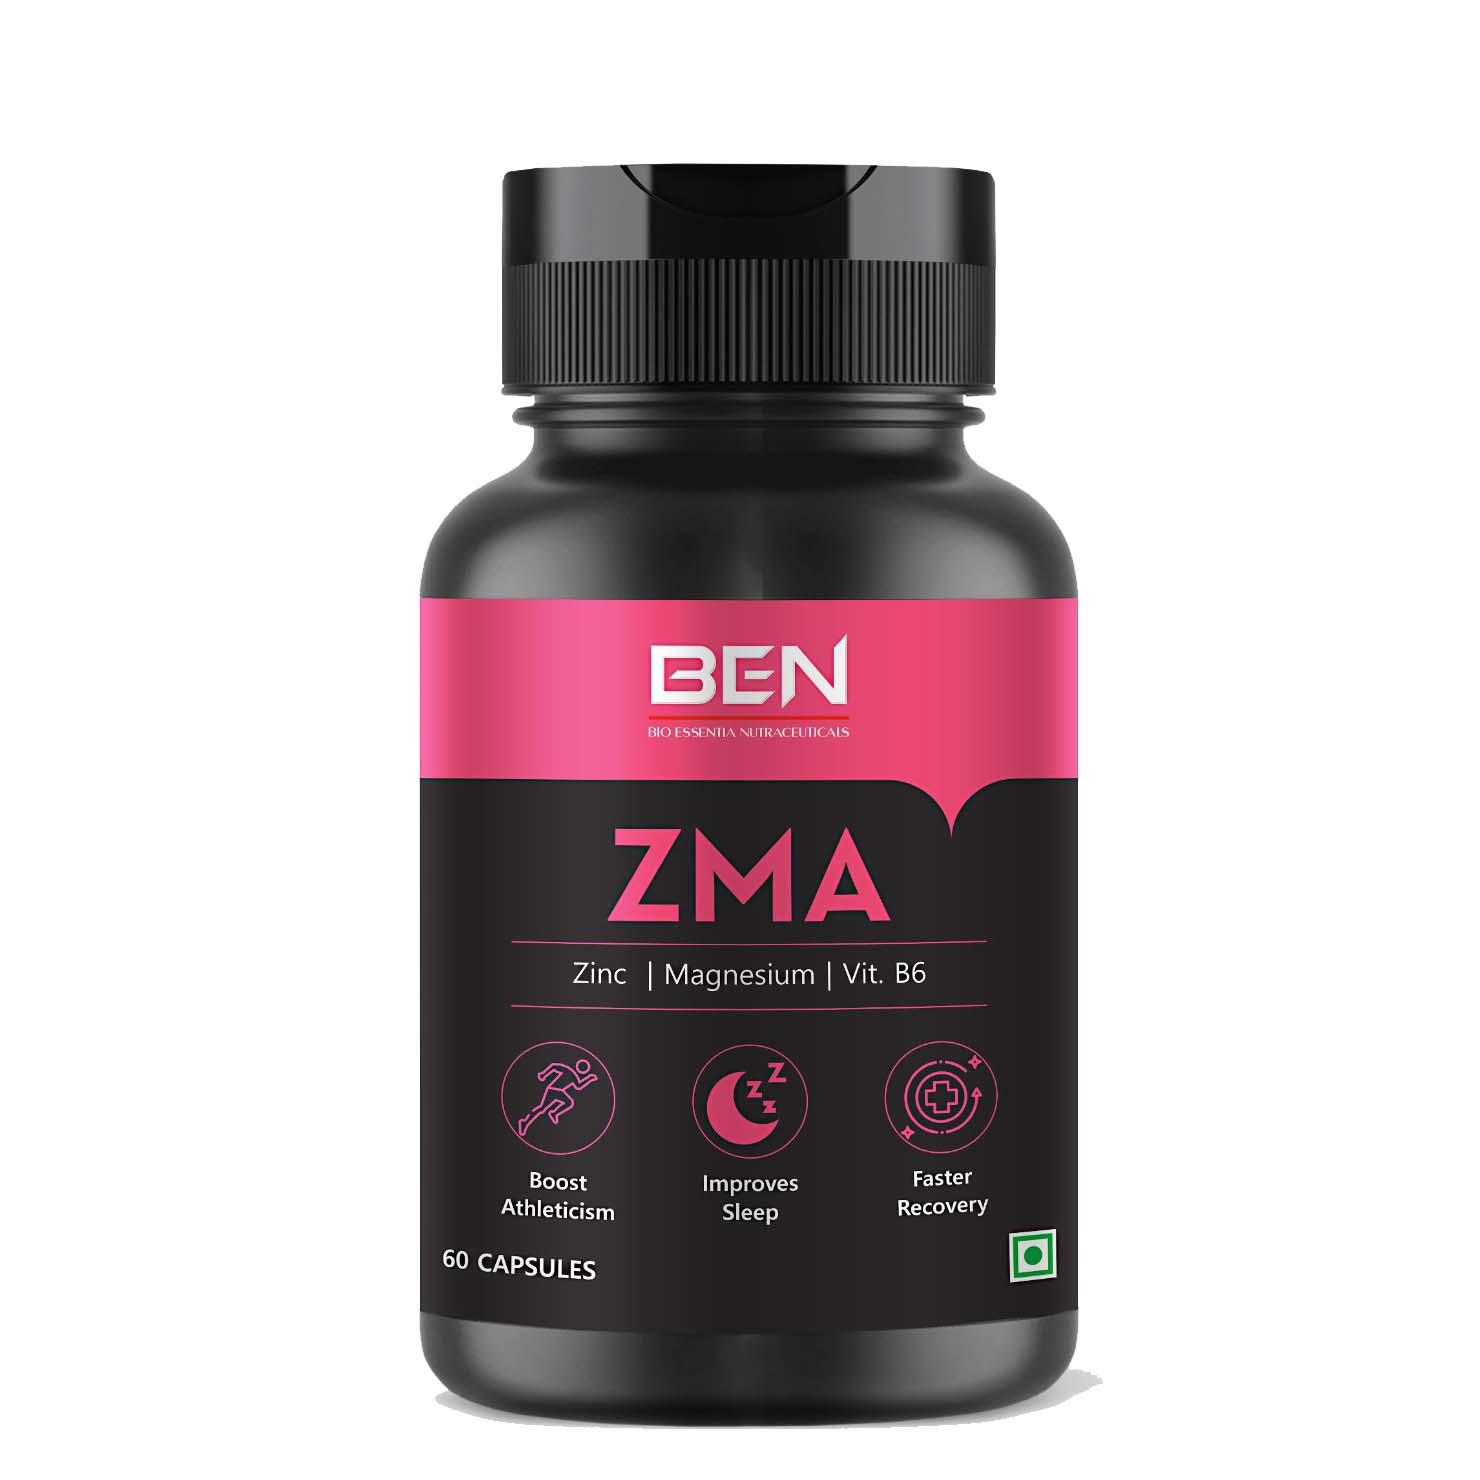 BEN
BIO ESSENTIA NUTRACEUTICALS
ZMA
Zinc | Magnesium | Vit. B6
Z
Z
Z
Boost
Athleticism
Improves
Sleep
Faster
Recovery
60 CAPSULES